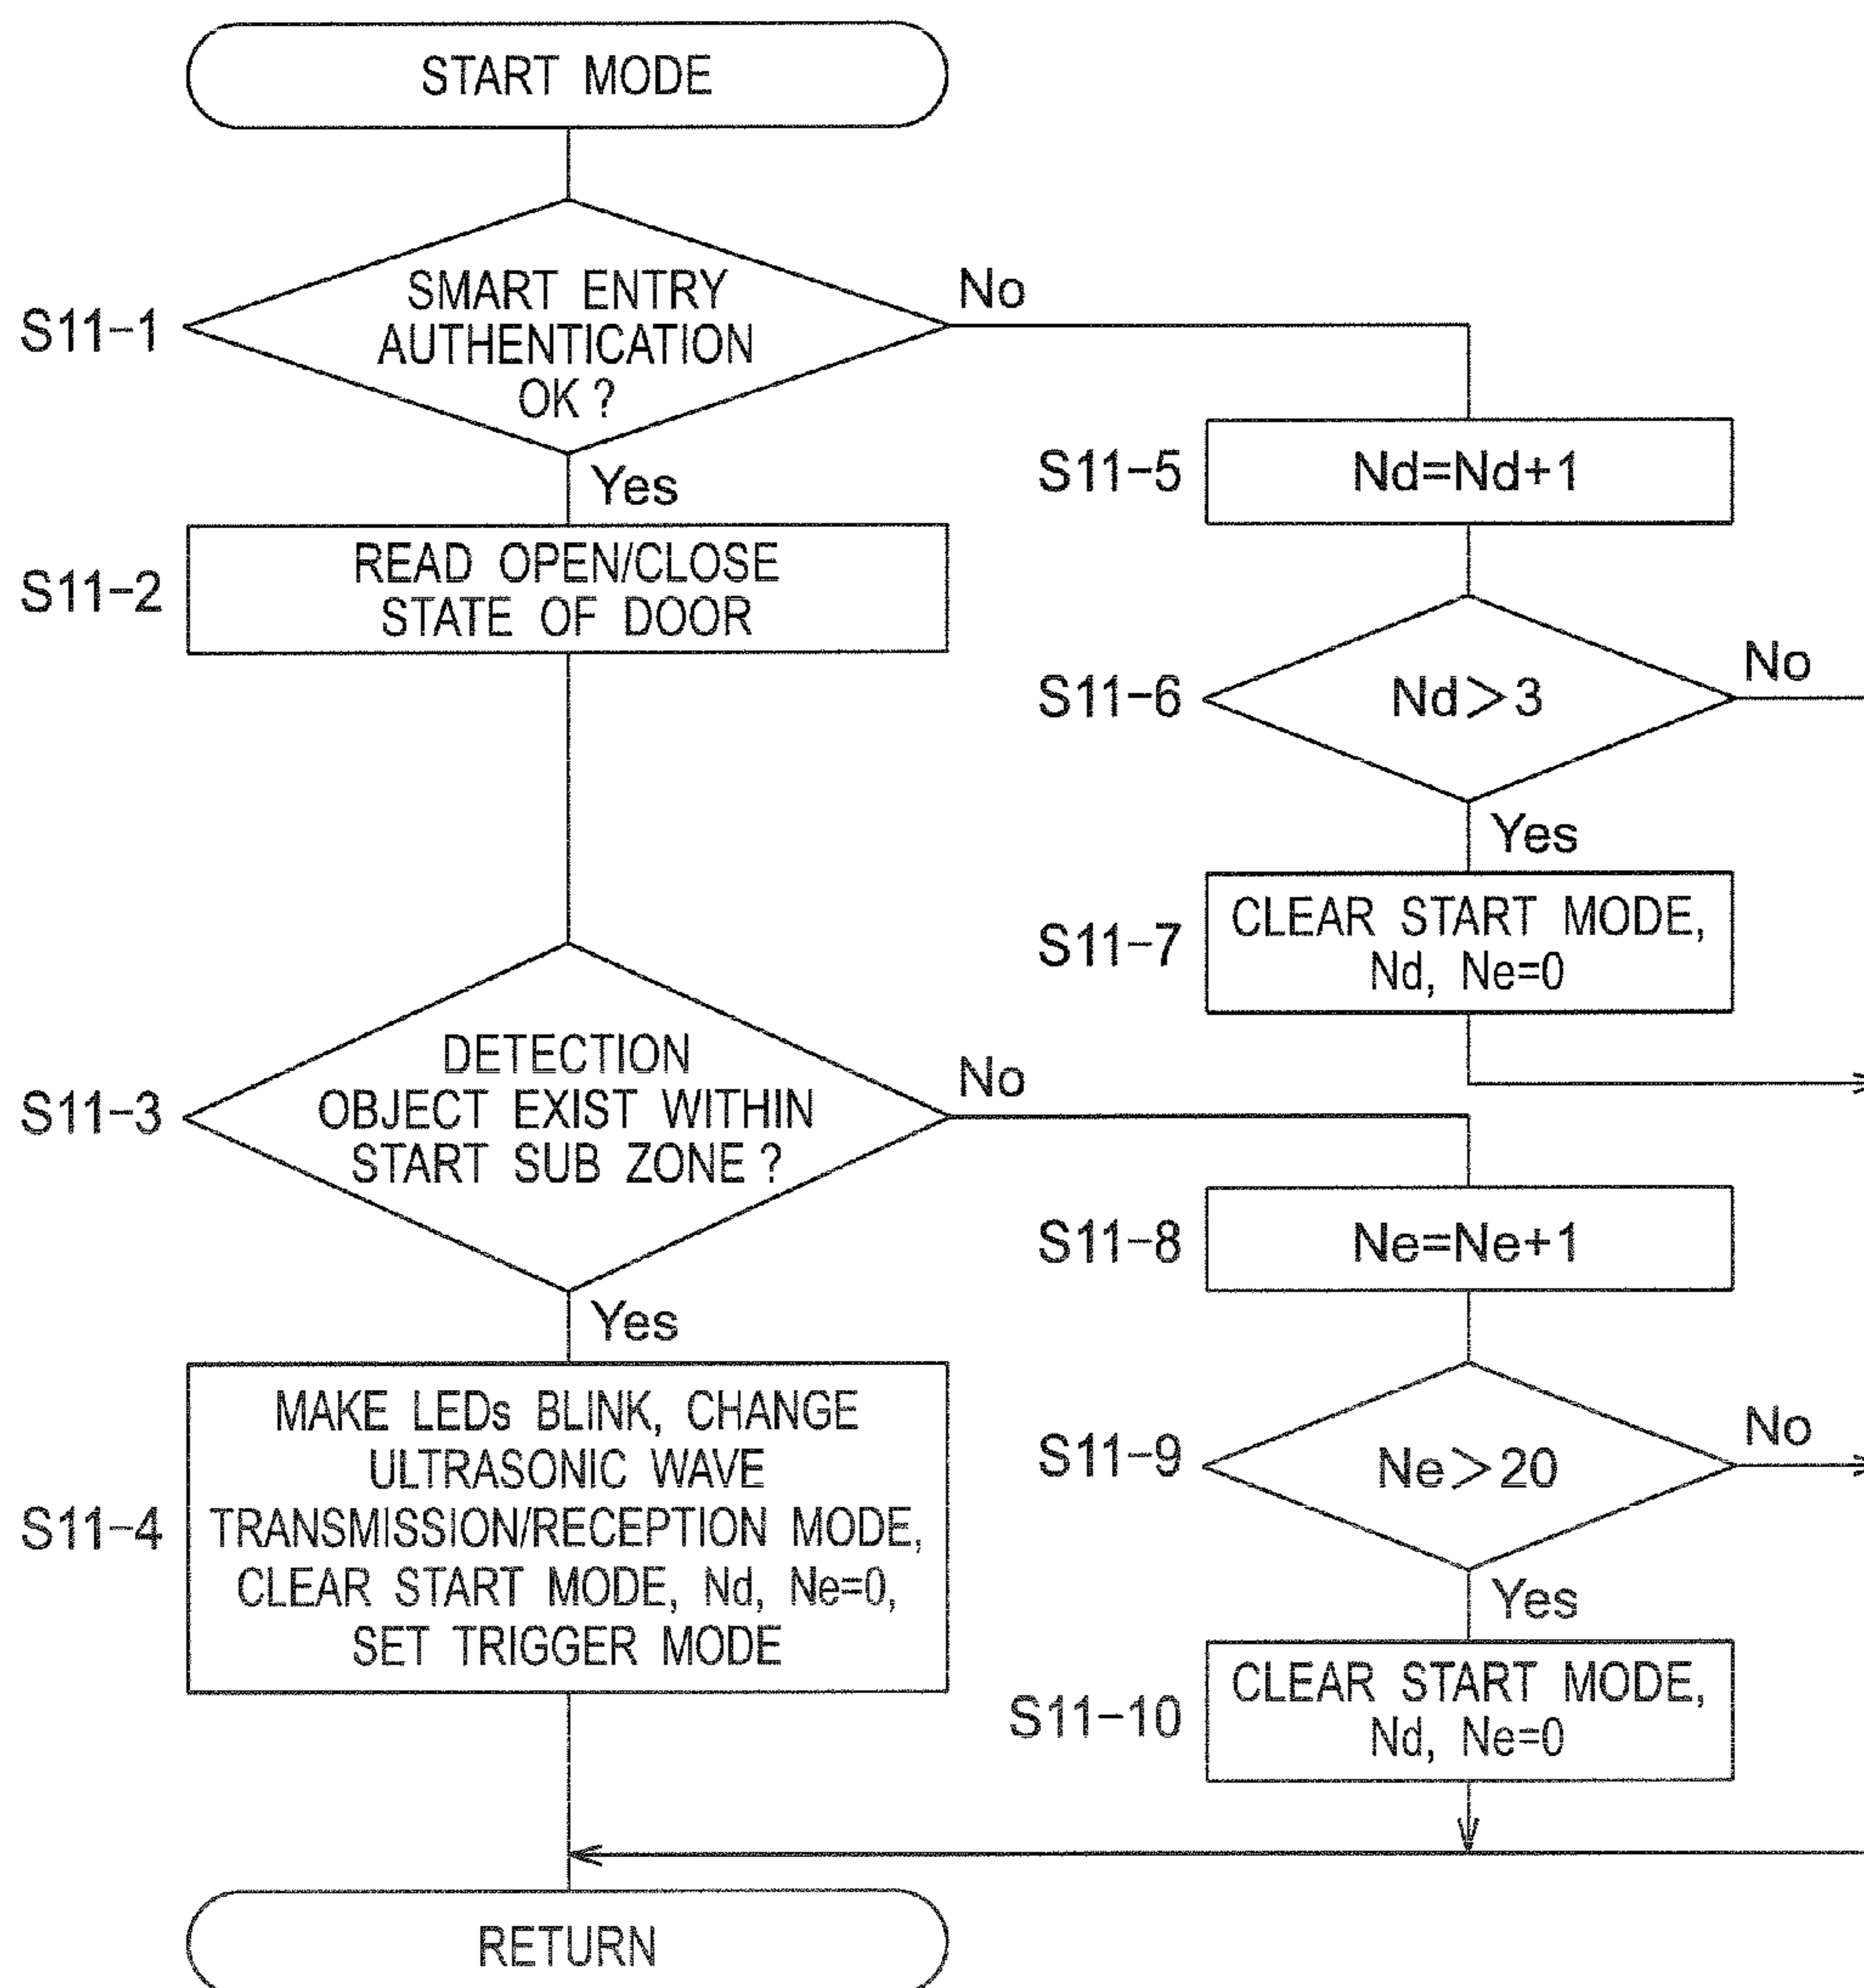 START MODE
S11-1
SMART ENTRY
AUTHENTICATION
OK?
No
Yes
S11-2
READ OPEN/CLOSE
STATE OF DOOR
S11-3
DETECTION
OBJECT EXIST WITHIN
START SUB ZONE?
No
Yes
S11-4
MAKE LEDs BLINK, CHANGE
ULTRASONIC WAVE
TRANSMISSION/RECEPTION MODE,
CLEAR START MODE, Nd, Ne=0,
SET TRIGGER MODE
S11-5
Nd=Nd+1
S11-6
Nd>3
No
Yes
S11-7
CLEAR START MODE,
Nd, Ne=0
S11-8
Ne=Ne+1
S11-9
Ne>20
No
Yes
S11-10
CLEAR START MODE,
Nd, Ne=0
RETURN